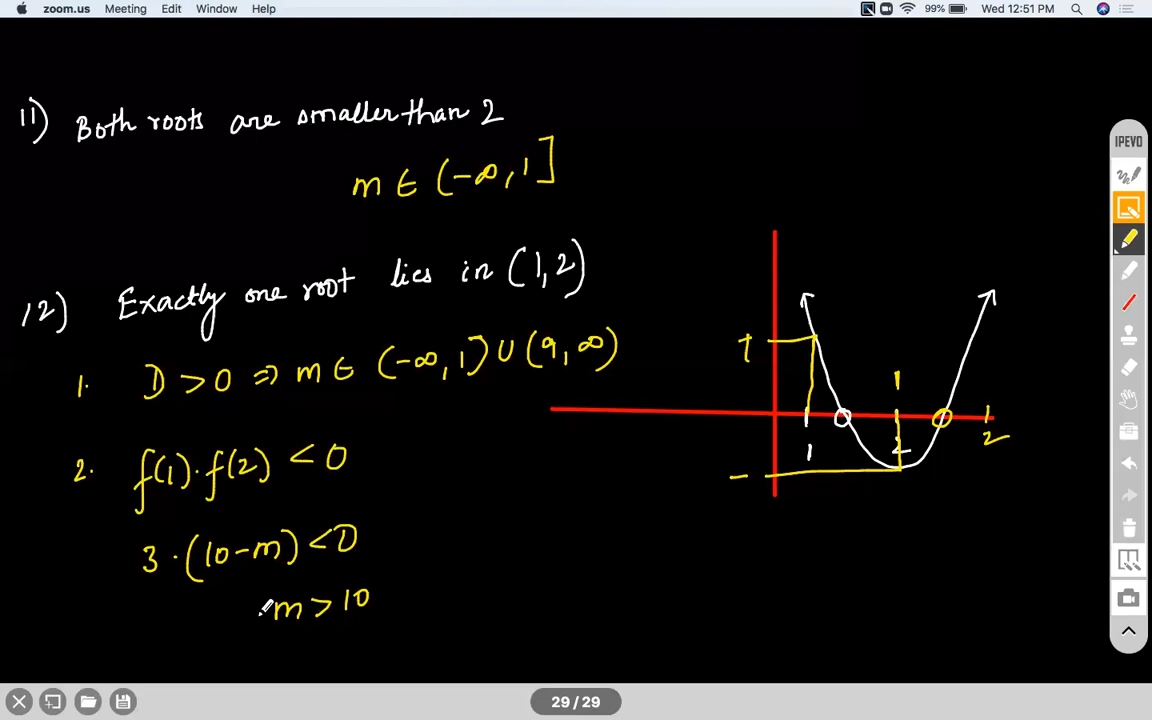 zoom.us Meeting Edit Window Help 99% Wed 12:51 PM
IPEVO
11) Both roots are smaller than 2
m ∈ (-∞, 1]
12) Exactly one root lies in (1, 2)
1. D > 0 ⇒ m ∈ (-∞, 1) ∪ (9, ∞)
2. f(1)·f(2) < 0
3·(10-m) < 0
m > 10
+
1 2 2
-
29 / 29